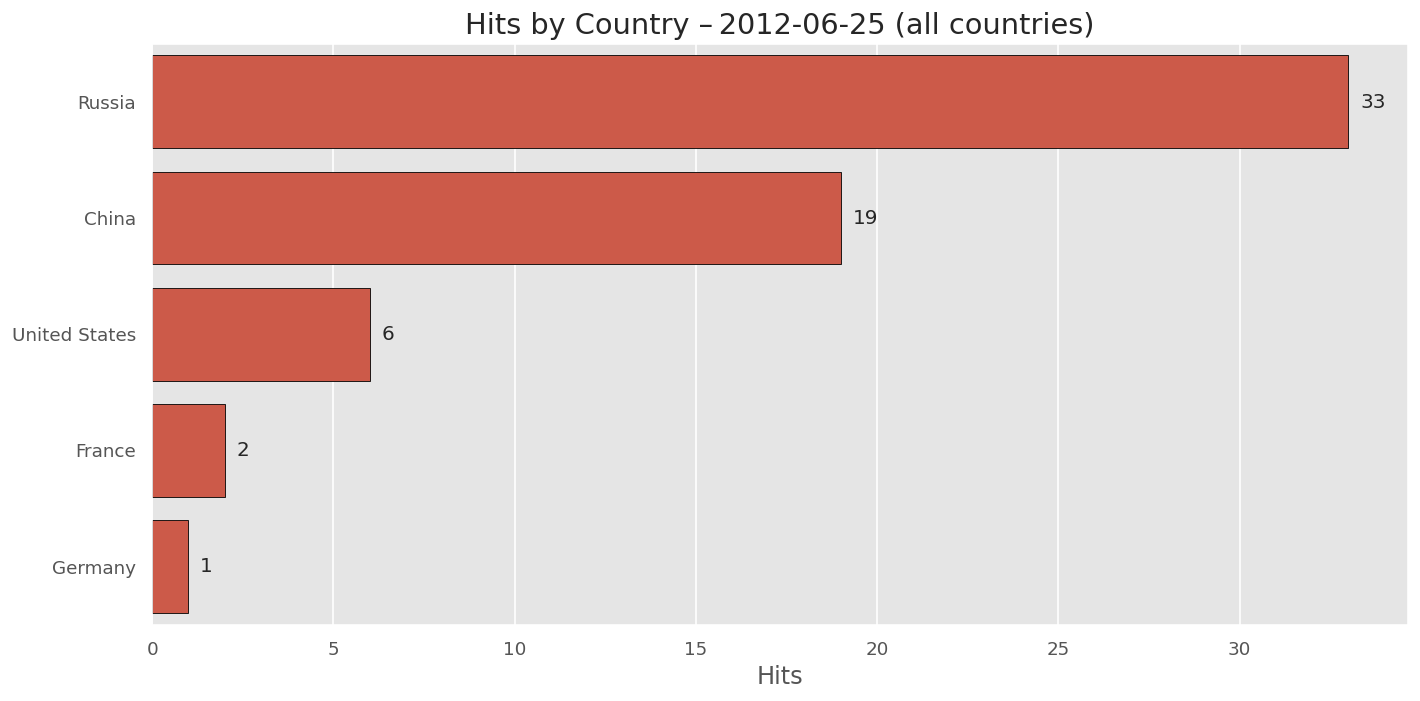 Hits by Country – 2012-06-25 (all countries)
Russia
33
China
19
United States
6
France
2
Germany
1
0 5 10 15 20 25 30
Hits